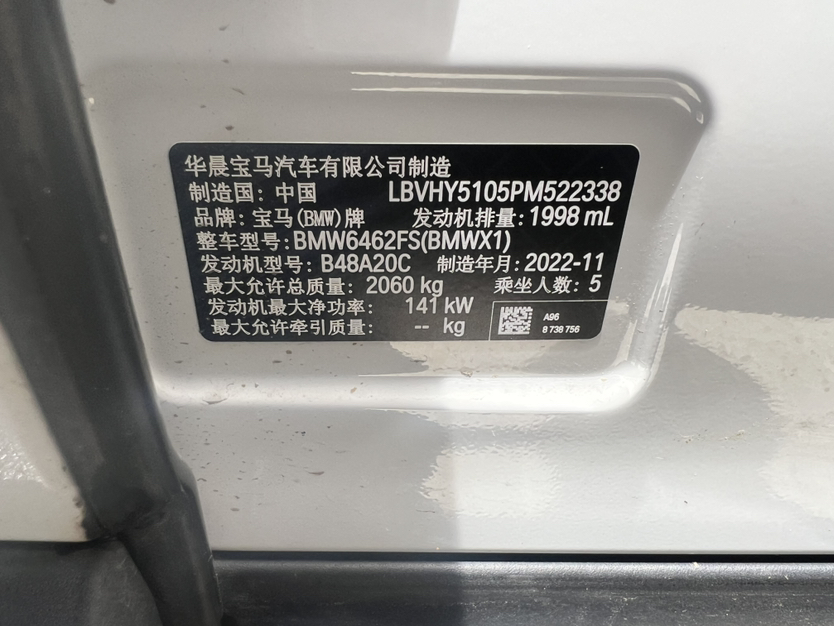 华晨宝马汽车有限公司制造
制造国: 中国 LBVHY5105PM522338
品牌: 宝马(BMW)牌 发动机排量: 1998 mL
整车型号: BMW6462FS(BMWX1)
发动机型号: B48A20C 制造年月: 2022-11
最大允许总质量: 2060 kg 乘坐人数: 5
发动机最大净功率: 141 kW
最大允许牵引质量: -- kg
A96
8 738 756